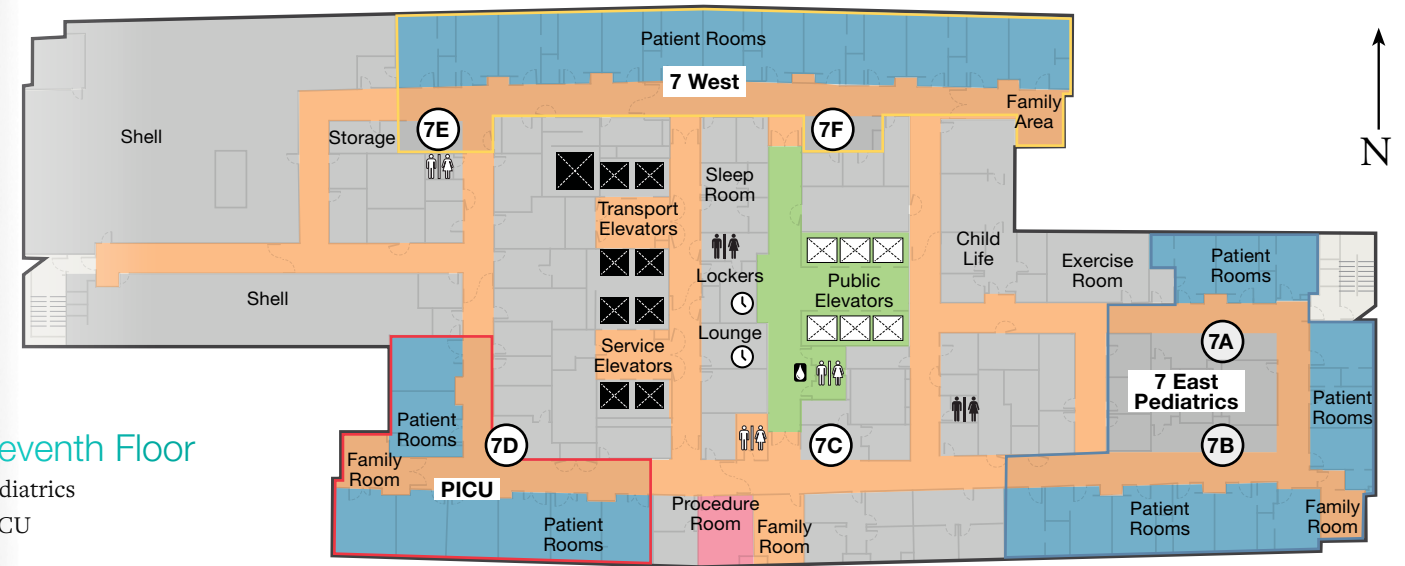 Patient Rooms
7 West
Family
Area
7E
7F
Shell
Storage
N
Sleep
Room
Transport
Elevators
Child
Life
Exercise
Room
Patient
Rooms
Lockers
Public
Elevators
Shell
Lounge
Service
Elevators
7A
7 East
Pediatrics
Patient
Rooms
Patient
Rooms
7D
7C
7B
eventh Floor
diatrics
CU
Family
Room
PICU
Patient
Rooms
Procedure
Room
Family
Room
Patient
Rooms
Family
Room